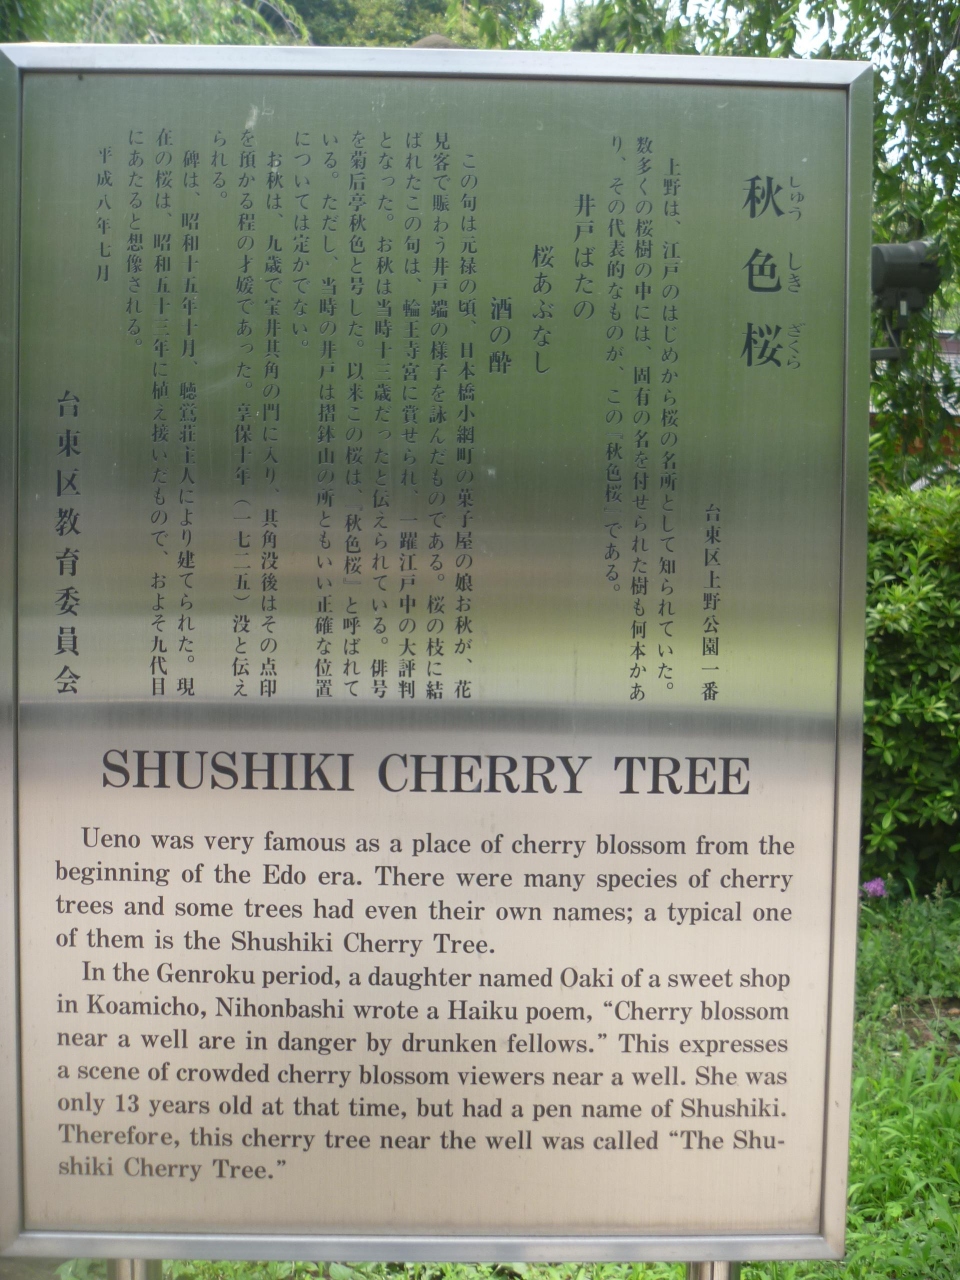 秋色桜
しゅうしきざくら
台東区上野公園一番
上野は、江戸のはじめから桜の名所として知られていた。
数多くの桜樹の中には、固有の名を付せられた樹も何本かあ
り、その代表的なものが、この『秋色桜』である。
井戸ばたの
桜あぶなし
酒の酔
この句は元禄の頃、日本橋小網町の菓子屋の娘お秋が、花
見客で賑わう井戸端の様子を詠んだものである。桜の枝に結
ばれたこの句は、輪王寺宮に賞せられ、一躍江戸中の大評判
となった。お秋は当時十三歳だったと伝えられている。俳号
を菊后亭秋色と号した。以来この桜は、『秋色桜』と呼ばれて
いる。ただし、当時の井戸は摺鉢山の所ともいい正確な位置
については定かでない。
お秋は、九歳で宝井其角の門に入り、其角没後はその点印
を預かる程の才媛であった。享保十年（一七二五）没と伝え
られる。
碑は、昭和十五年十月、聴鶯荘主人により建てられた。現
在の桜は、昭和五十三年に植え接いたもので、およそ九代目
にあたると想像される。
平成八年七月
台東区教育委員会
SHUSHIKI CHERRY TREE
Ueno was very famous as a place of cherry blossom from the
beginning of the Edo era. There were many species of cherry
trees and some trees had even their own names; a typical one
of them is the Shushiki Cherry Tree.
In the Genroku period, a daughter named Oaki of a sweet shop
in Koamicho, Nihonbashi wrote a Haiku poem, “Cherry blossom
near a well are in danger by drunken fellows.” This expresses
a scene of crowded cherry blossom viewers near a well. She was
only 13 years old at that time, but had a pen name of Shushiki.
Therefore, this cherry tree near the well was called “The Shu-
shiki Cherry Tree.”